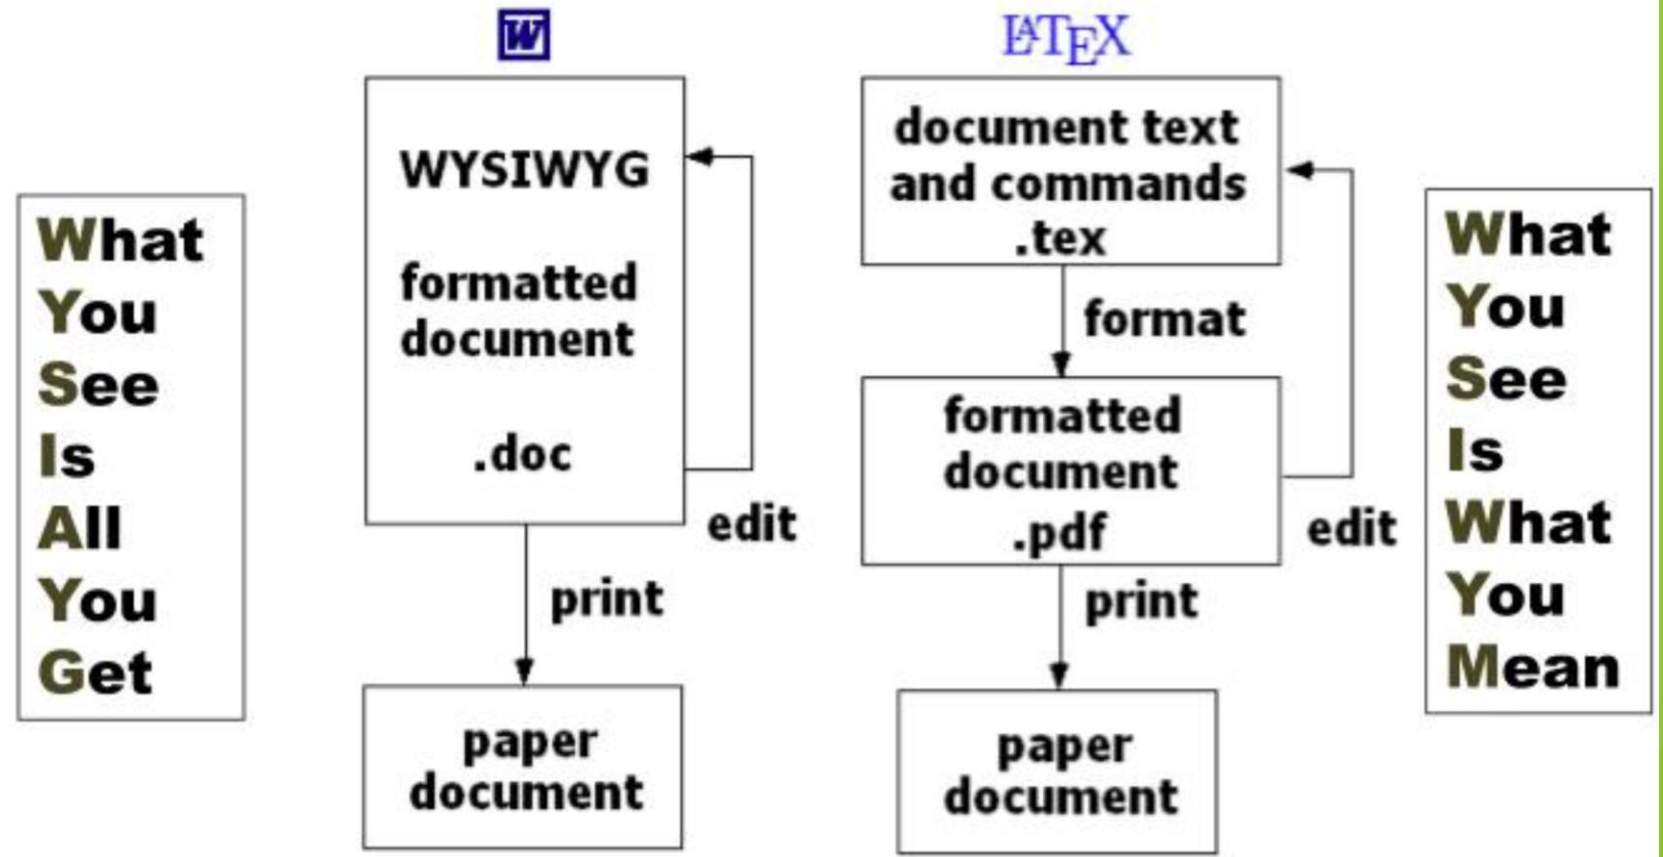 What
You
See
Is
All
You
Get
W
WYSIWYG
formatted
document
.doc
edit
print
paper
document
LATEX
document text
and commands
.tex
format
formatted
document
.pdf
edit
print
paper
document
What
You
See
Is
What
You
Mean